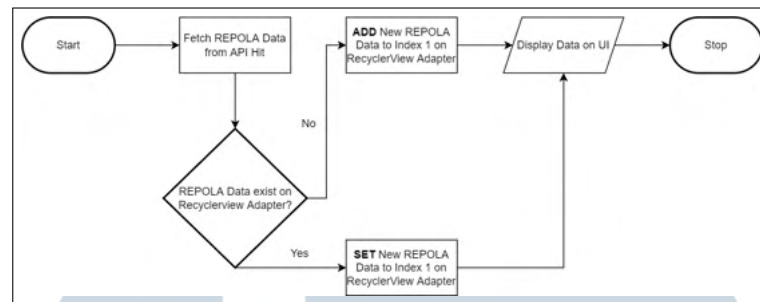 Start
Fetch REPOLA Data
from API Hit
ADD New REPOLA
Data to Index 1 on
RecyclerView Adapter
Display Data on UI
Stop
No
REPOLA Data exist on
Recyclerview Adapter?
Yes
SET New REPOLA
Data to Index 1 on
RecyclerView Adapter